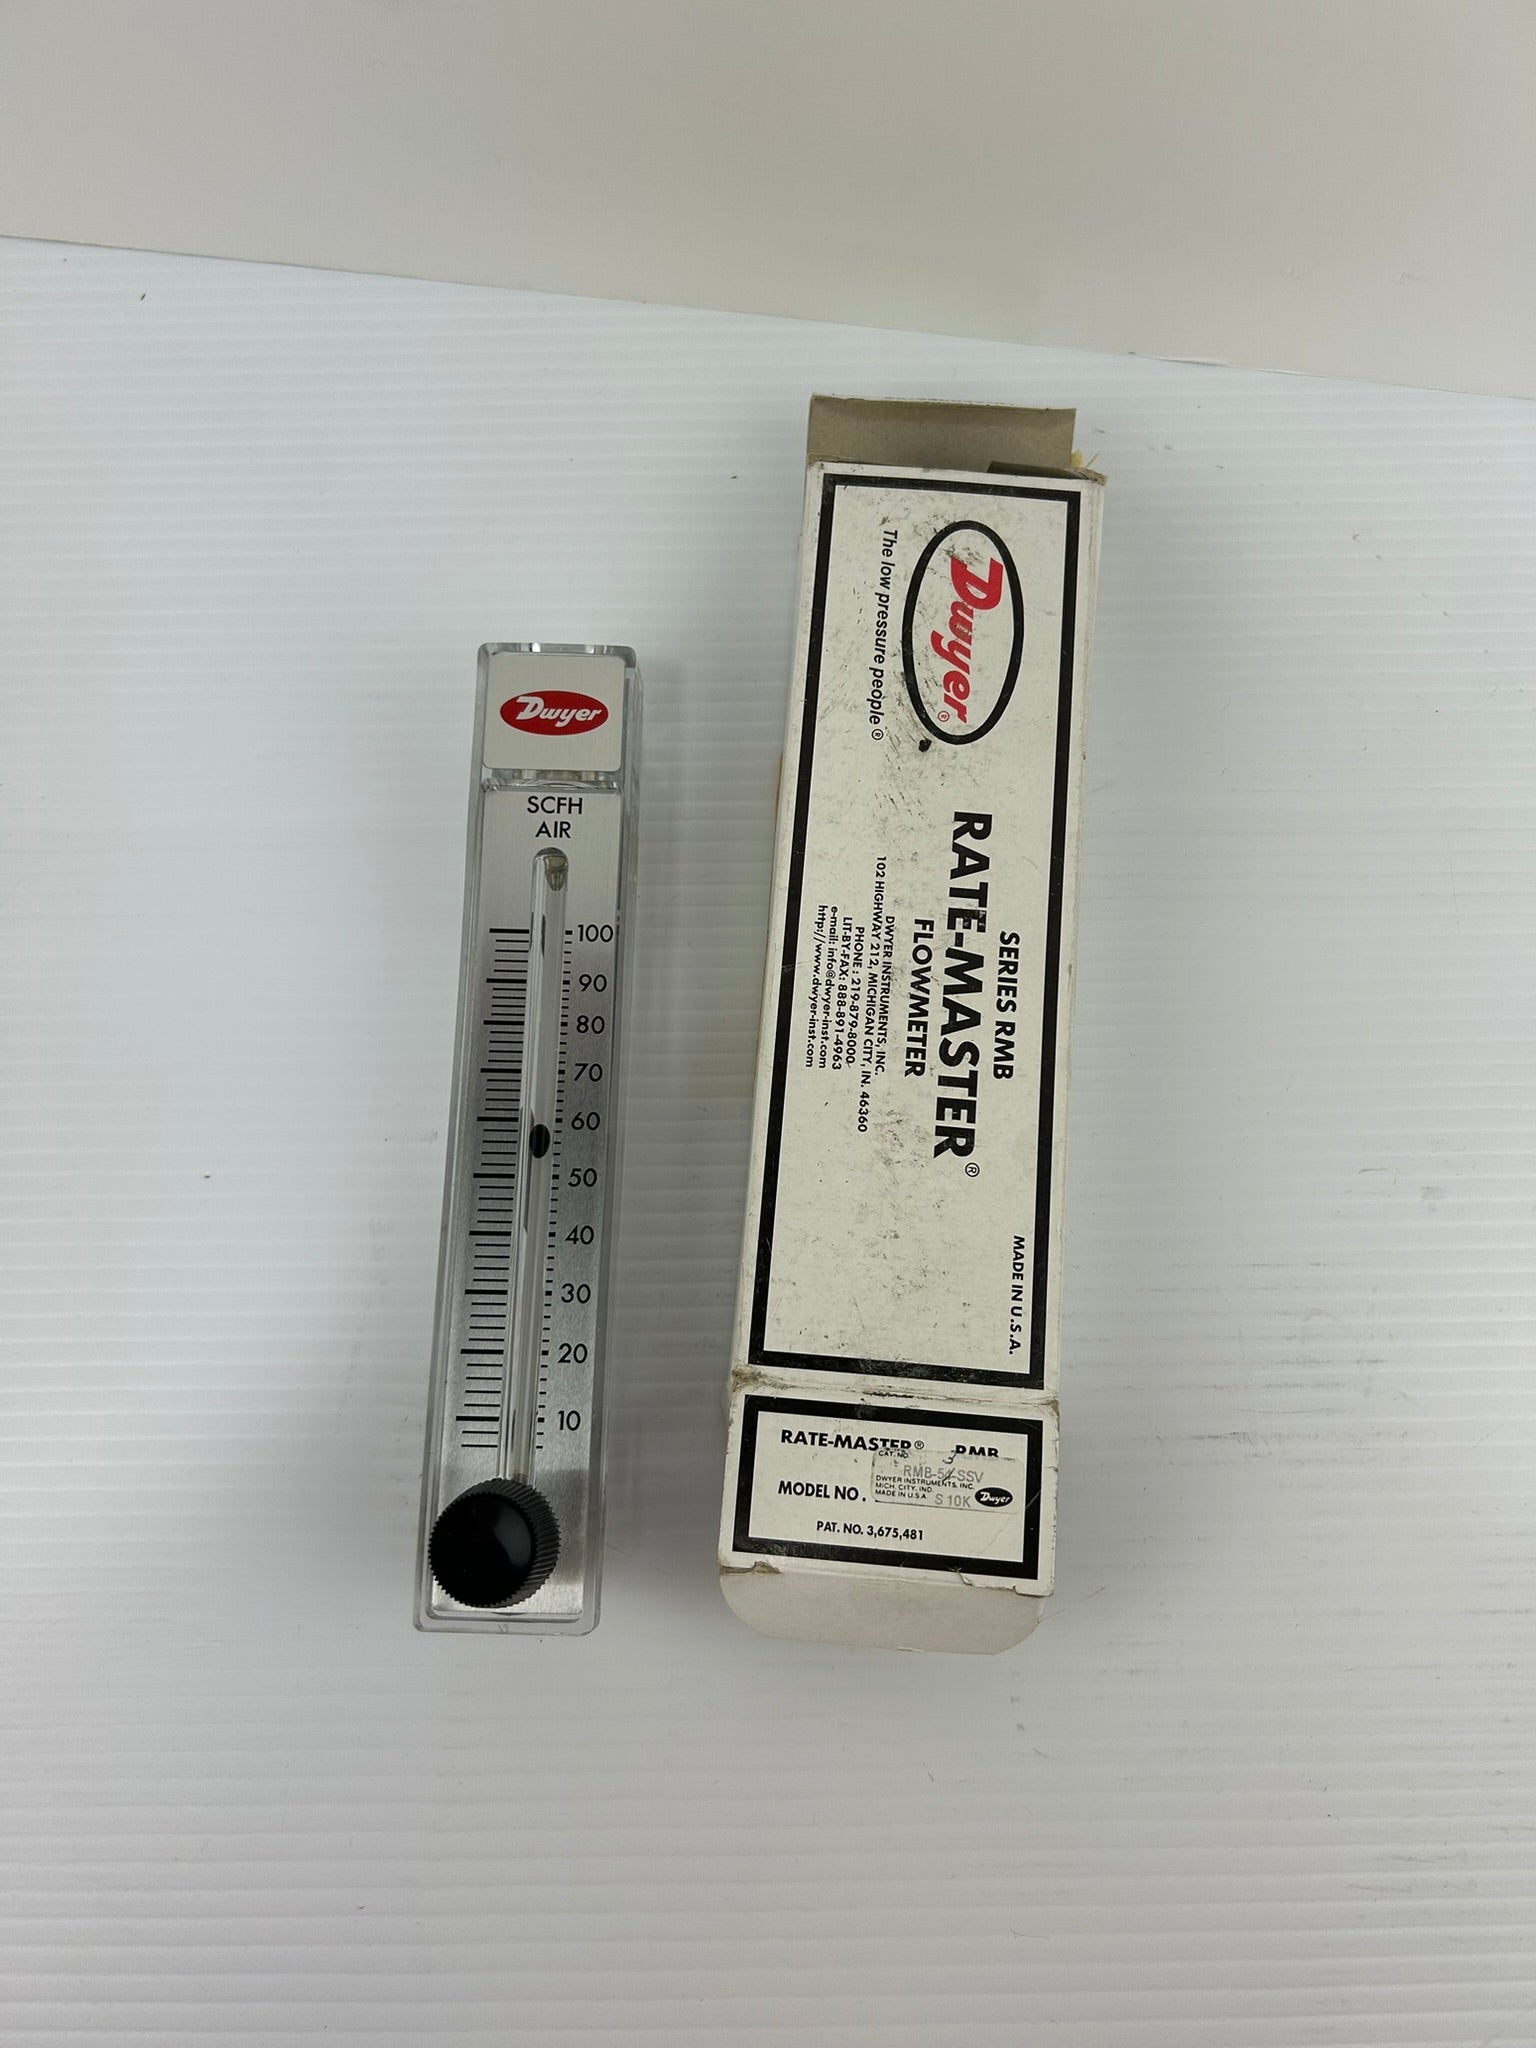 Dwyer
SCFH
AIR
100
90
80
70
60
50
40
30
20
10
Dwyer®
The low pressure people®
SERIES RMB
RATE-MASTER®
FLOWMETER
DWYER INSTRUMENTS, INC.
102 HIGHWAY 212, MICHIGAN CITY, IN. 46360
PHONE: 219-879-8000
LIT-BY-FAX: 888-891-4963
e-mail: info@dwyer-inst.com
http://www.dwyer-inst.com
MADE IN U.S.A.
RATE-MASTER® RMB
CAT. NO.
DWYER INSTRUMENTS, INC.
MICH. CITY, IND.
MADE IN U.S.A. S 10K Dwyer
MODEL NO.
PAT. NO. 3,675,481